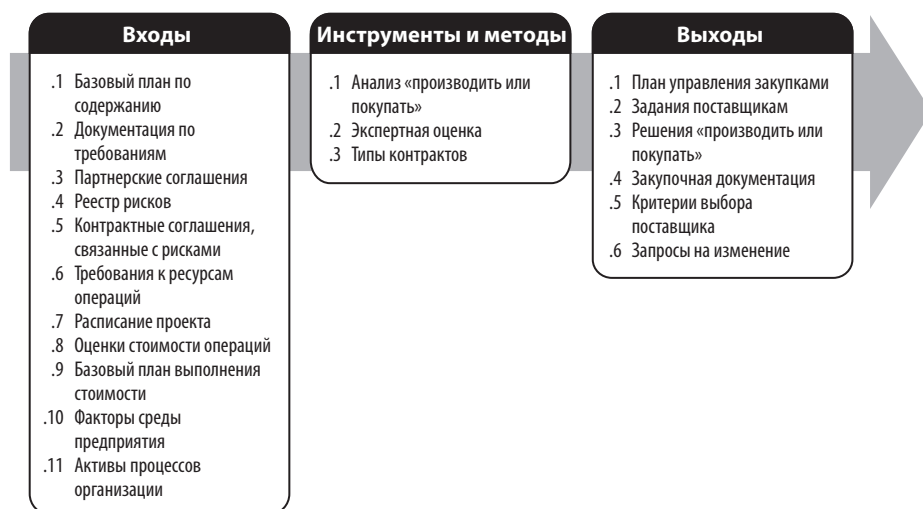 Входы
.1 Базовый план по
содержанию
.2 Документация по
требованиям
.3 Партнерские соглашения
.4 Реестр рисков
.5 Контрактные соглашения,
связанные с рисками
.6 Требования к ресурсам
операций
.7 Расписание проекта
.8 Оценки стоимости операций
.9 Базовый план выполнения
стоимости
.10 Факторы среды
предприятия
.11 Активы процессов
организации
Инструменты и методы
.1 Анализ «производить или
покупать»
.2 Экспертная оценка
.3 Типы контрактов
Выходы
.1 План управления закупками
.2 Задания поставщикам
.3 Решения «производить или
покупать»
.4 Закупочная документация
.5 Критерии выбора
поставщика
.6 Запросы на изменение